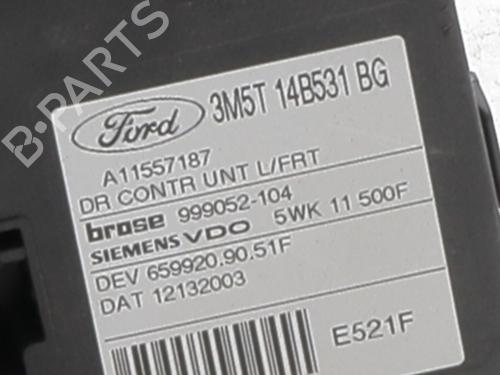 Ford 3M5T 14B531 BG
A11557187
DR CONTR UNT L/FRT
brose 999052-104
SIEMENS VDO 5WK 11 500F
DEV 659920.90.51F
DAT 12132003
E521F